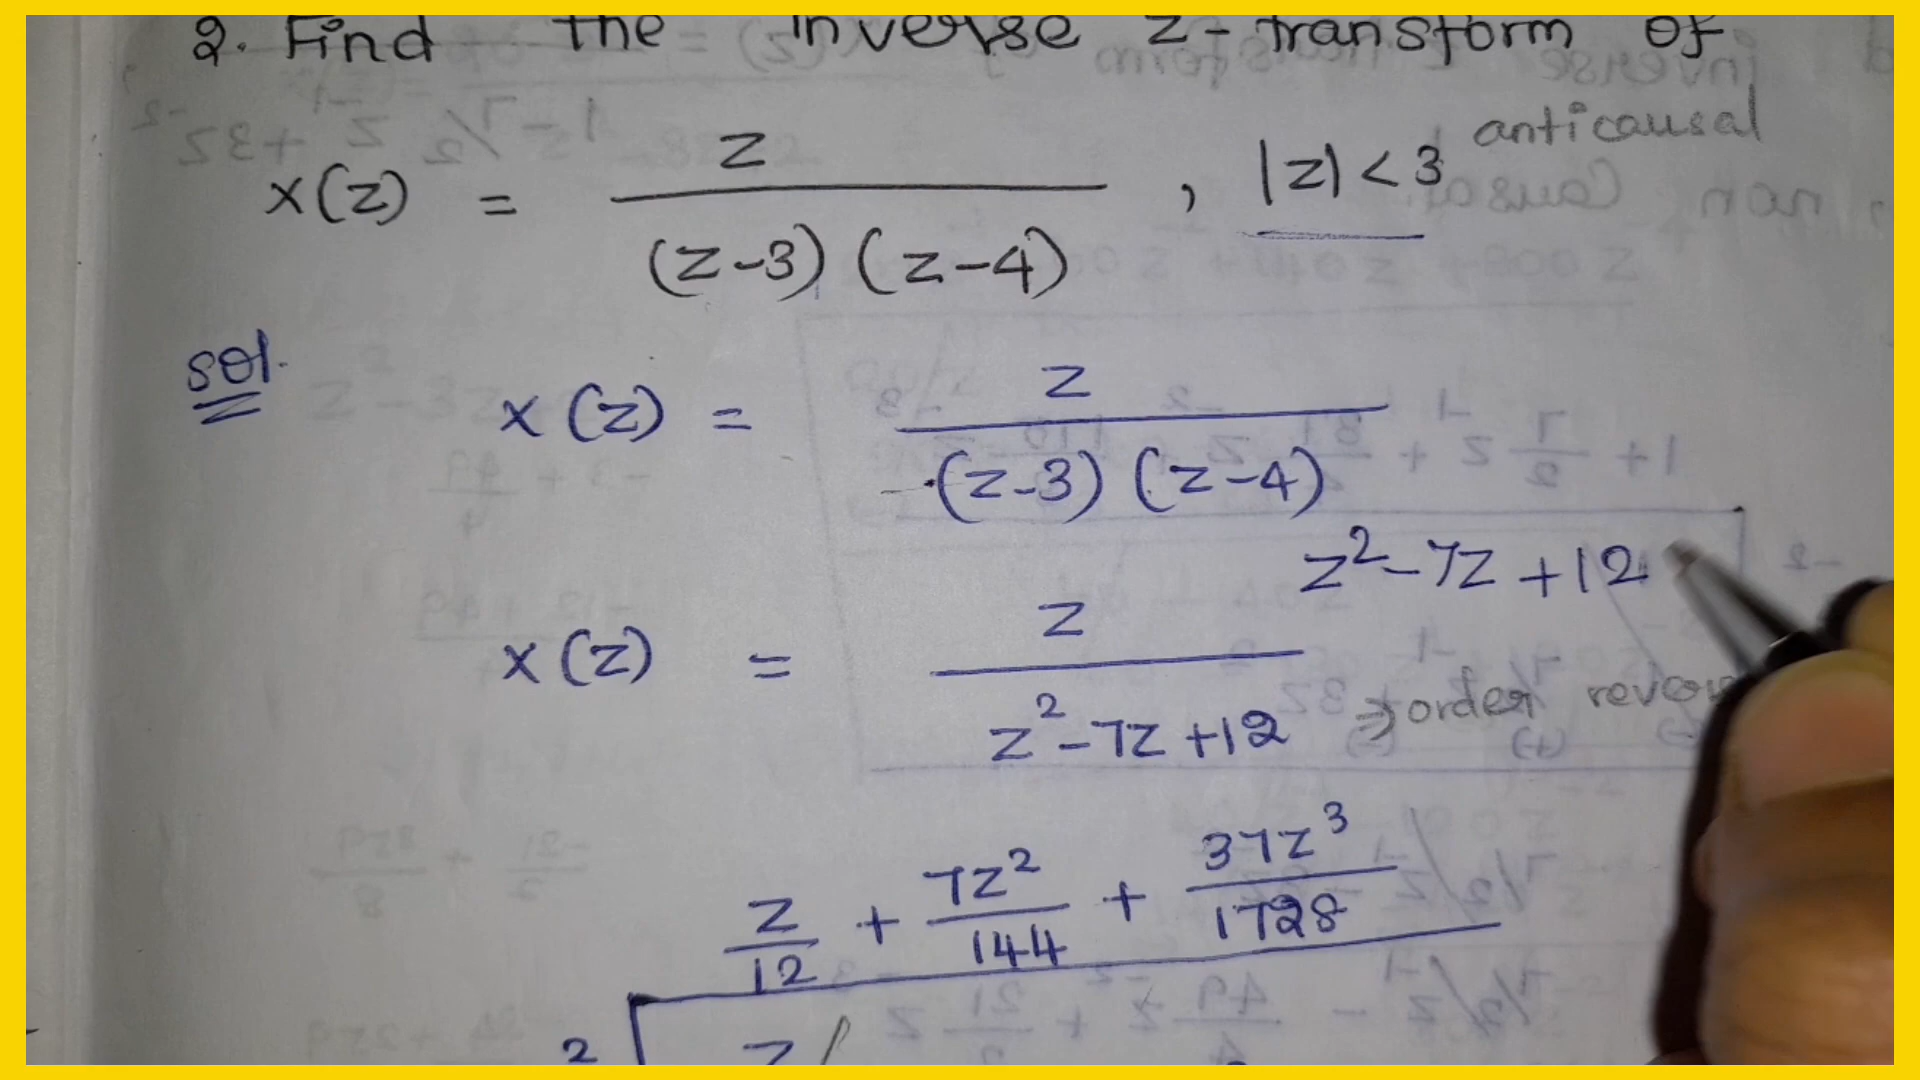 2. Find the inverse z-transform of
x(z) = z / (z-3) (z-4) , |z| < 3 anticausal
sol. x(z) = z / (z-3) (z-4)
z² - 7z + 12
x(z) = z / z² - 7z + 12 ⇒ order
z/12 + 7z²/144 + 37z³/1728
2 z